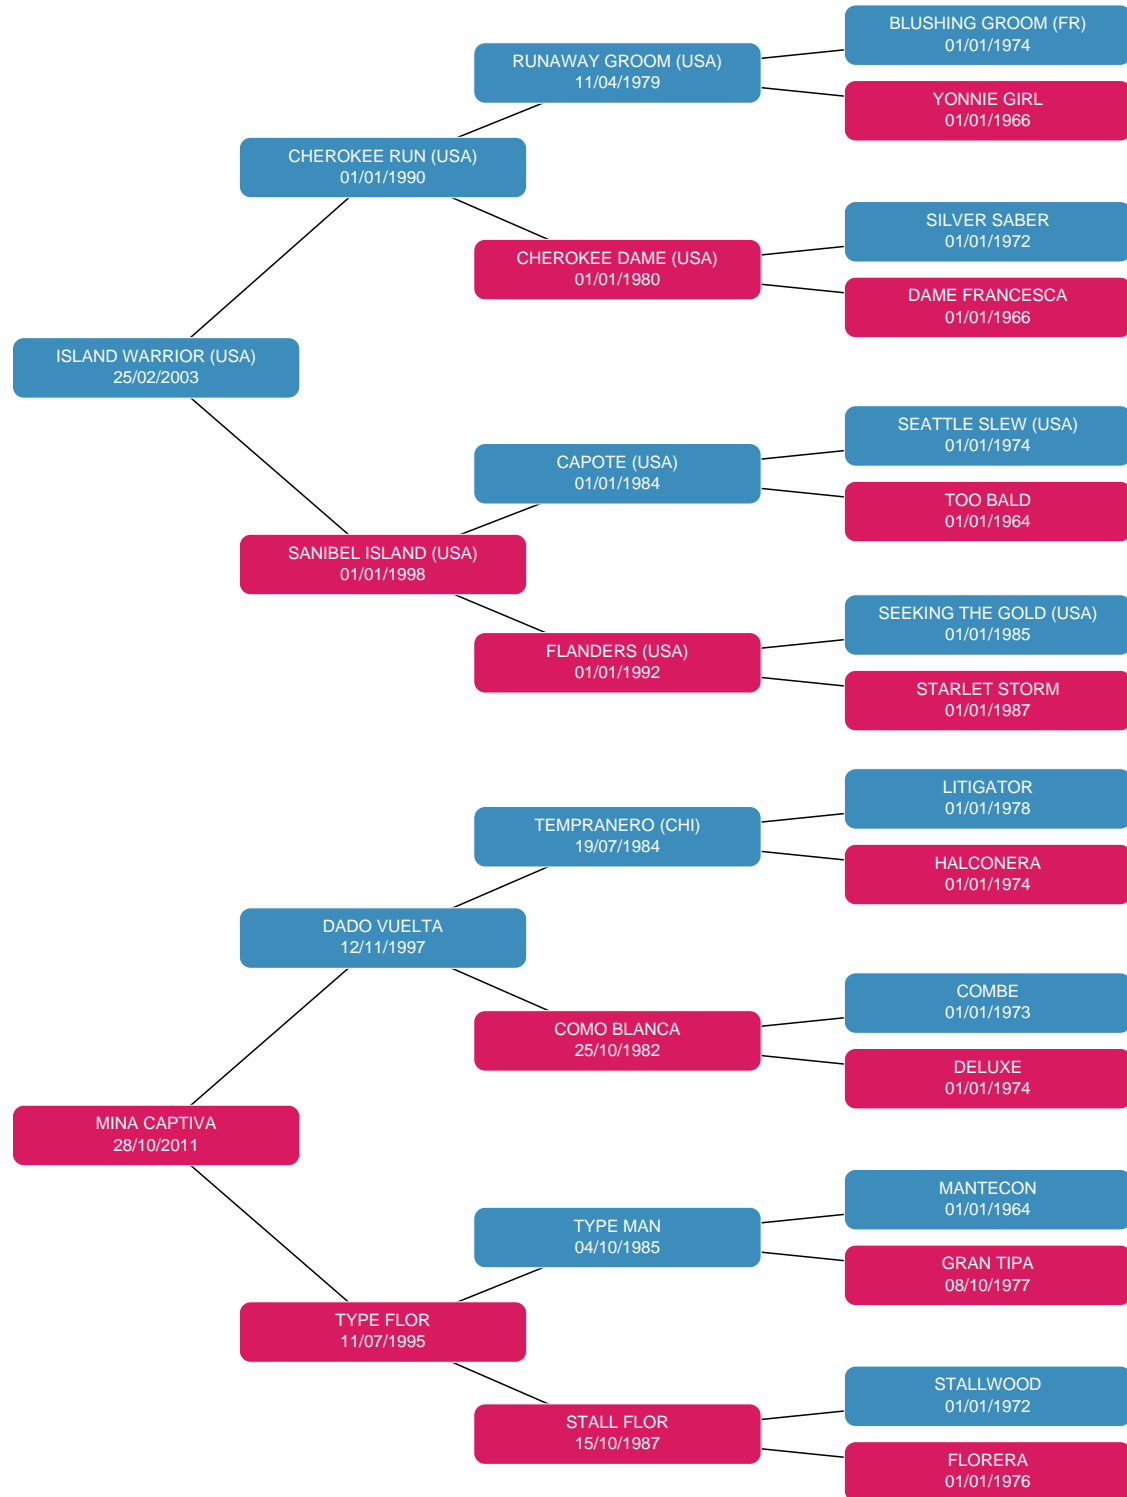 BLUSHING GROOM (FR)
01/01/1974
RUNAWAY GROOM (USA)
11/04/1979
YONNIE GIRL
01/01/1966
CHEROKEE RUN (USA)
01/01/1990
SILVER SABER
01/01/1972
CHEROKEE DAME (USA)
01/01/1980
DAME FRANCESCA
01/01/1966
ISLAND WARRIOR (USA)
25/02/2003
SEATTLE SLEW (USA)
01/01/1974
CAPOTE (USA)
01/01/1984
TOO BALD
01/01/1964
SANIBEL ISLAND (USA)
01/01/1998
SEEKING THE GOLD (USA)
01/01/1985
FLANDERS (USA)
01/01/1992
STARLET STORM
01/01/1987
LITIGATOR
01/01/1978
TEMPRANERO (CHI)
19/07/1984
HALCONERA
01/01/1974
DADO VUELTA
12/11/1997
COMBE
01/01/1973
COMO BLANCA
25/10/1982
DELUXE
01/01/1974
MINA CAPTIVA
28/10/2011
MANTECON
01/01/1964
TYPE MAN
04/10/1985
GRAN TIPA
08/10/1977
TYPE FLOR
11/07/1995
STALLWOOD
01/01/1972
STALL FLOR
15/10/1987
FLORERA
01/01/1976